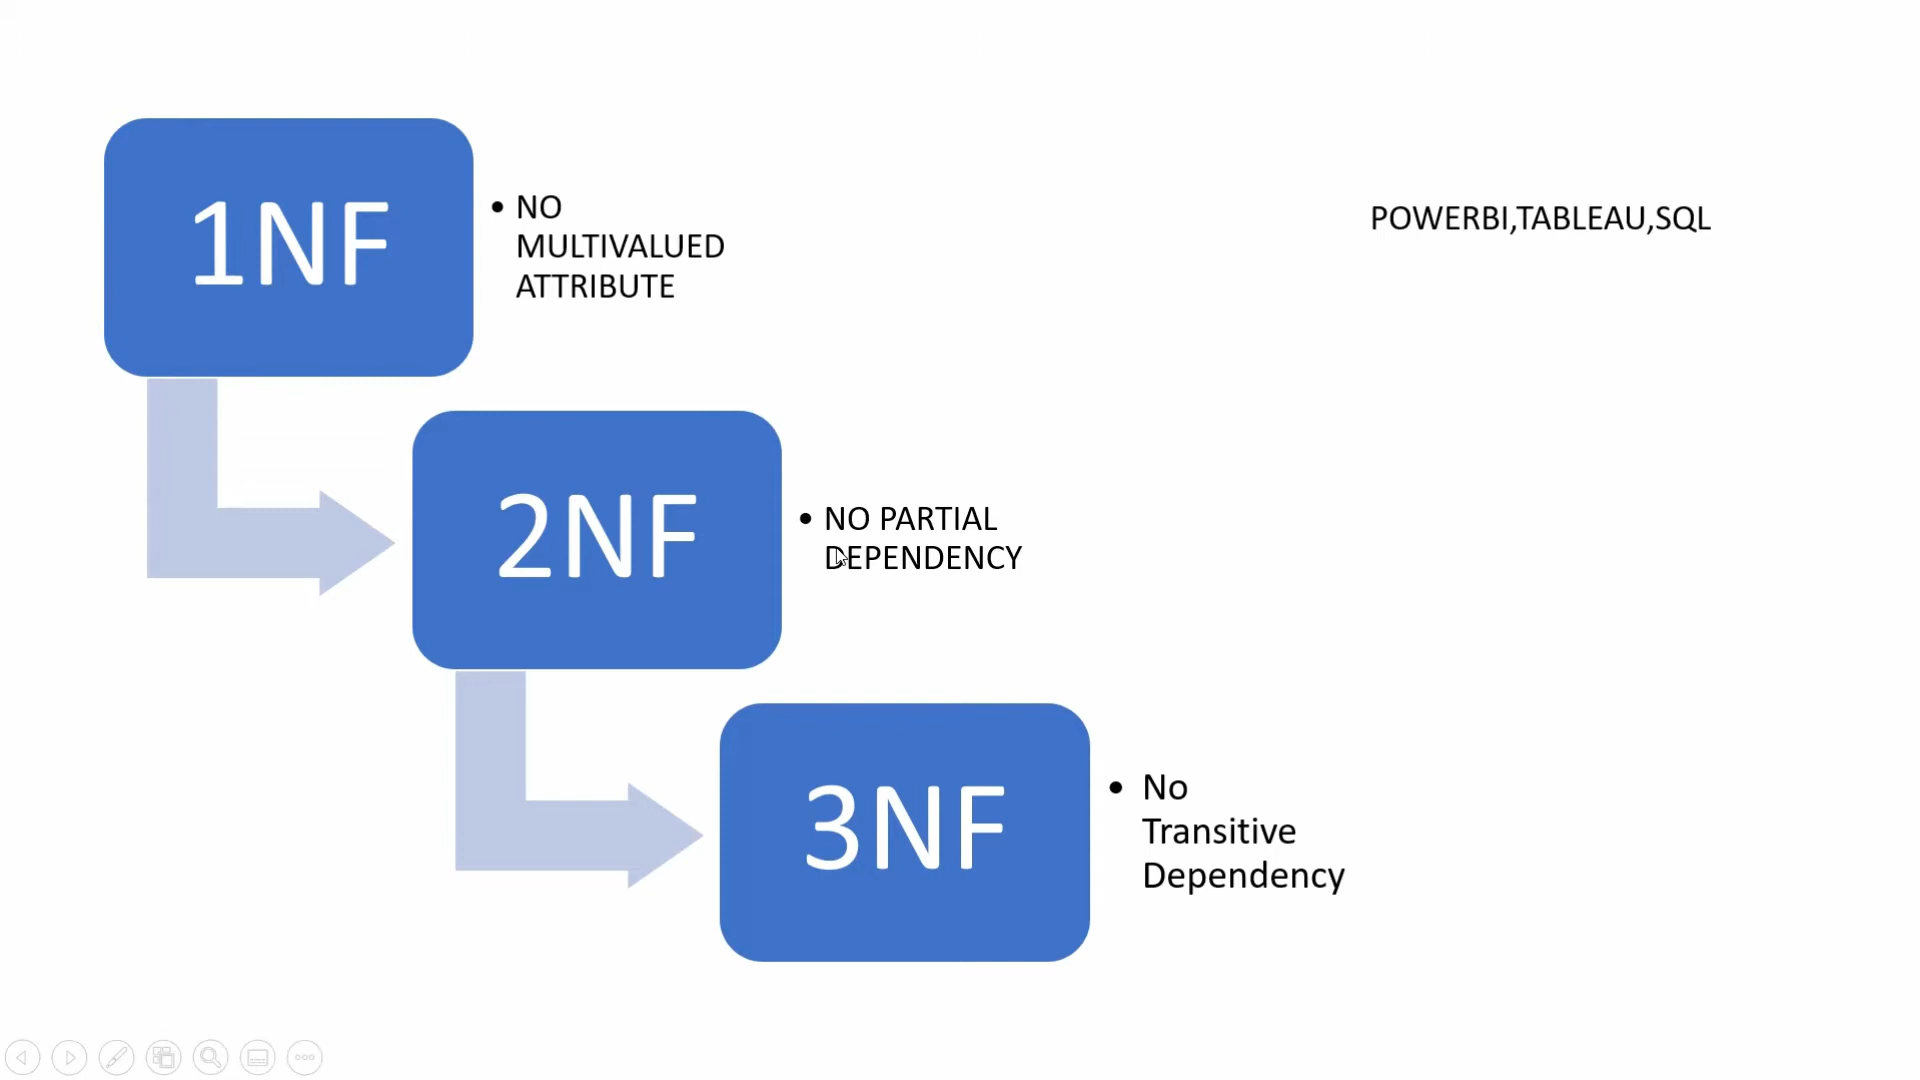 1NF
• NO
MULTIVALUED
ATTRIBUTE
POWERBI,TABLEAU,SQL
2NF
• NO PARTIAL
DEPENDENCY
3NF
• No
Transitive
Dependency